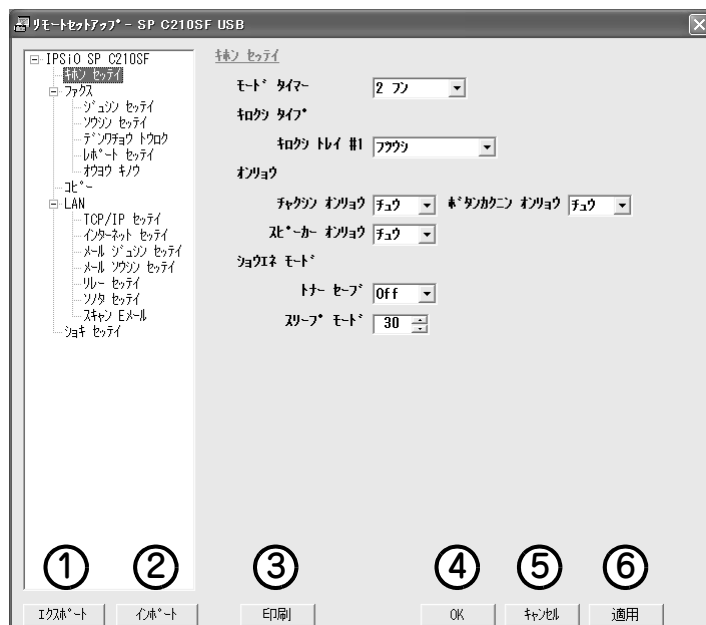 リモートセットアップ - SP C210SF USB
IPSiO SP C210SF
キホン セッテイ
ファクス
ジュシン セッテイ
ソウシン セッテイ
デンワチョウ トウロク
レポート セッテイ
オウヨウ キノウ
コピー
LAN
TCP/IP セッテイ
インターネット セッテイ
メール ジュシン セッテイ
メール ソウシン セッテイ
リレー セッテイ
ソノタ セッテイ
スキャン Eメール
ショキ セッテイ
キホン セッテイ
モード タイマー 2 フン
キロクシ タイプ
キロクシ トレイ #1 フツウシ
オンリョウ
チャクシン オンリョウ チュウ ボタンカクニン オンリョウ チュウ
スピーカー オンリョウ チュウ
ショウエネ モード
トナー セーブ Off
スリープ モード 30
① ② ③ ④ ⑤ ⑥
エクスポート インポート 印刷 OK キャンセル 適用